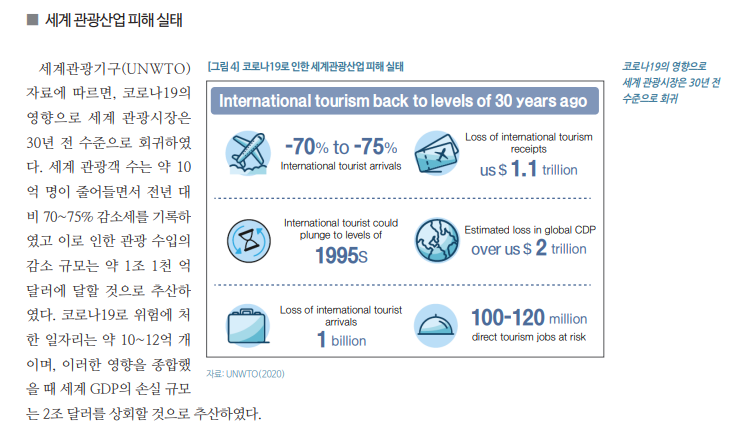 ■ 세계 관광산업 피해 실태
세계관광기구(UNWTO)
자료에 따르면, 코로나19의
영향으로 세계 관광시장은
30년 전 수준으로 회귀하였
다. 세계 관광객 수는 약 10
억 명이 줄어들면서 전년 대
비 70~75% 감소세를 기록하
였고 이로 인한 관광 수입의
감소 규모는 약 1조 1천 억
달러에 달할 것으로 추산하
였다. 코로나19로 위험에 처
한 일자리는 약 10~12억 개
이며, 이러한 영향을 종합했
을 때 세계 GDP의 손실 규모
는 2조 달러를 상회할 것으로 추산하였다.
[그림 4] 코로나19로 인한 세계관광산업 피해 실태
International tourism back to levels of 30 years ago
-70% to -75%
International tourist arrivals
Loss of international tourism
receipts
us $ 1.1 trillion
International tourist could
plunge to levels of
1995s
Estimated loss in global CDP
over us $ 2 trillion
Loss of international tourist
arrivals
1 billion
100-120 million
direct tourism jobs at risk
자료: UNWTO(2020)
코로나19의 영향으로
세계 관광시장은 30년 전
수준으로 회귀